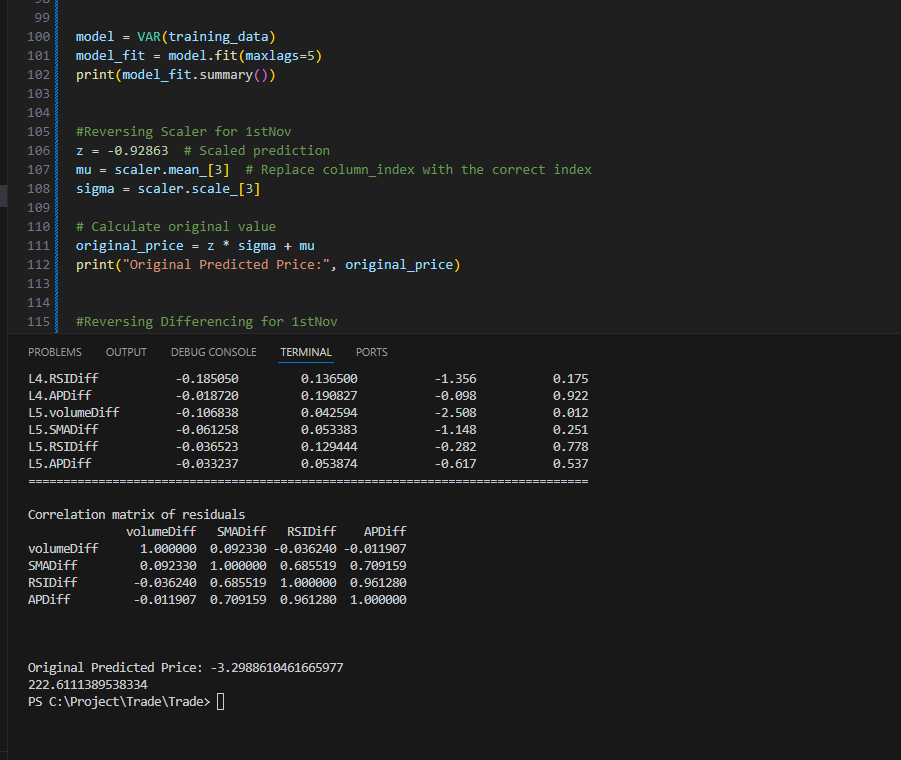 98
99
100 model = VAR(training_data)
101 model_fit = model.fit(maxlags=5)
102 print(model_fit.summary())
103
104
105 #Reversing Scaler for 1stNov
106 z = -0.92863  # Scaled prediction
107 mu = scaler.mean_[3]  # Replace column_index with the correct index
108 sigma = scaler.scale_[3]
109
110 # Calculate original value
111 original_price = z * sigma + mu
112 print("Original Predicted Price:", original_price)
113
114
115 #Reversing Differencing for 1stNov
PROBLEMS OUTPUT DEBUG CONSOLE TERMINAL PORTS
L4.RSIDiff -0.185050 0.136500 -1.356 0.175
L4.APDiff -0.018720 0.190827 -0.098 0.922
L5.volumeDiff -0.106838 0.042594 -2.508 0.012
L5.SMADiff -0.061258 0.053383 -1.148 0.251
L5.RSIDiff -0.036523 0.129444 -0.282 0.778
L5.APDiff -0.033237 0.053874 -0.617 0.537
================================================================================
Correlation matrix of residuals
volumeDiff SMADiff RSIDiff APDiff
volumeDiff 1.000000 0.092330 -0.036240 -0.011907
SMADiff 0.092330 1.000000 0.685519 0.709159
RSIDiff -0.036240 0.685519 1.000000 0.961280
APDiff -0.011907 0.709159 0.961280 1.000000
Original Predicted Price: -3.2988610461665977
222.6111389538334
PS C:\Project\Trade\Trade>